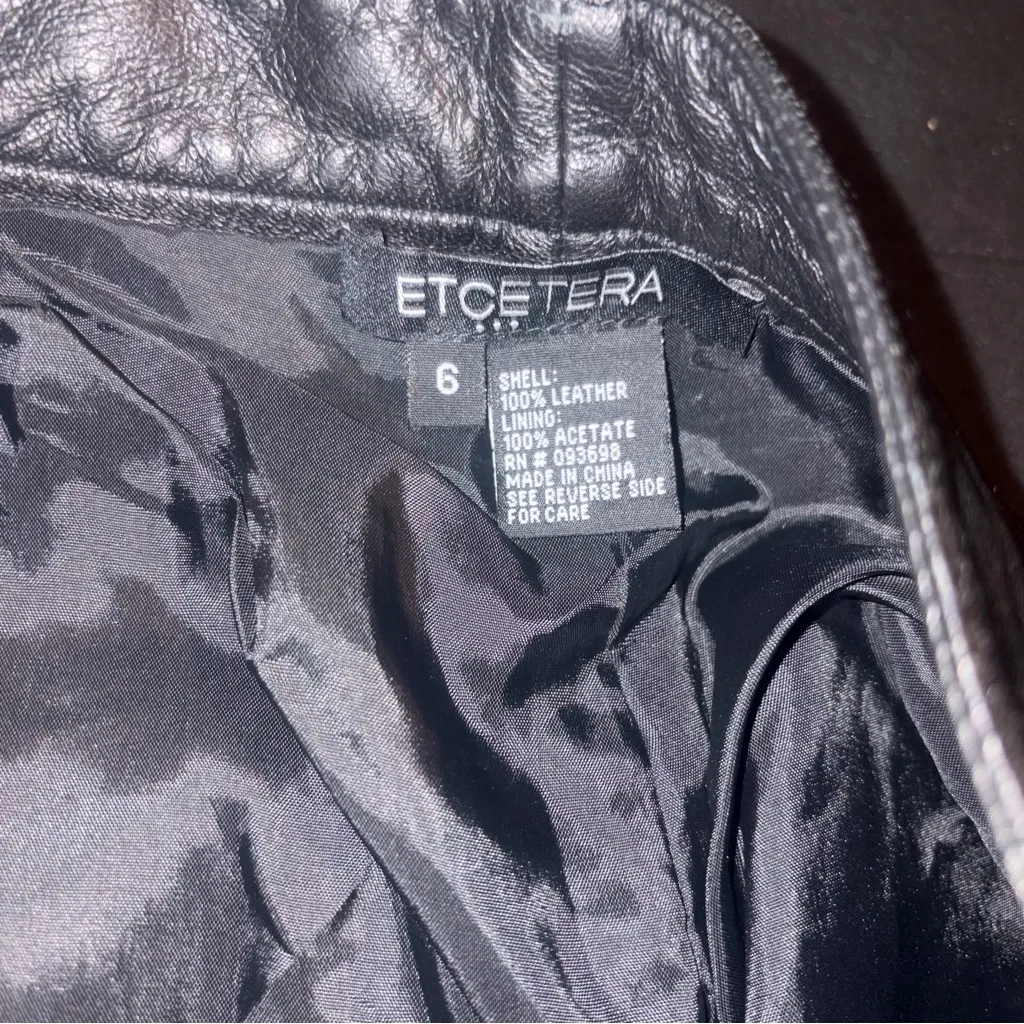 ETCETERA
6
SHELL:
100% LEATHER
LINING:
100% ACETATE
RN # 093698
MADE IN CHINA
SEE REVERSE SIDE
FOR CARE